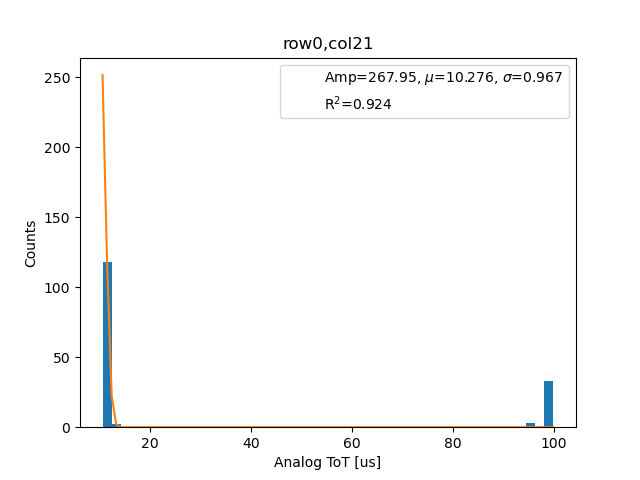 row0,col21
Amp=267.95, μ=10.276, σ=0.967
R²=0.924
250
200
150
100
50
0
Counts
20 40 60 80 100
Analog ToT [us]